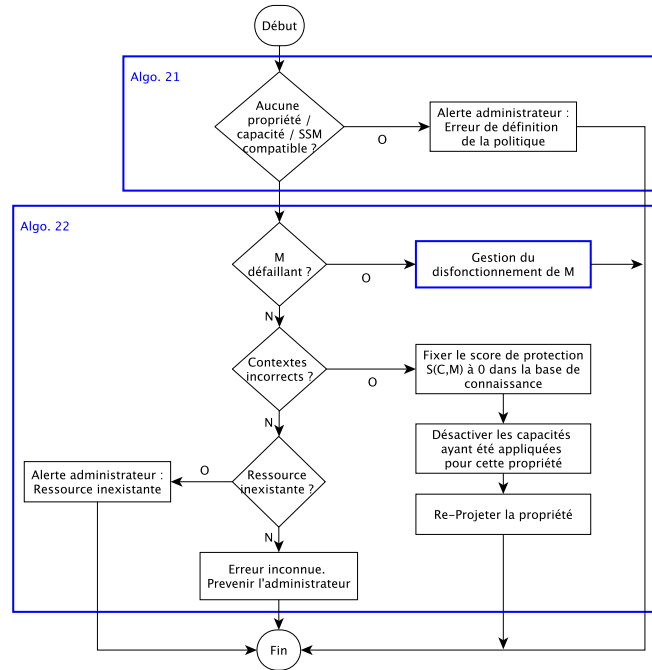 Début
Algo. 21
Aucune
propriété /
capacité / SSM
compatible ?
O
Alerte administrateur :
Erreur de définition
de la politique
Algo. 22
M
défaillant ?
O
Gestion du
disfonctionnement de M
N
Contextes
incorrects ?
O
Fixer le score de protection
S(C,M) à 0 dans la base de
connaissance
N
Désactiver les capacités
ayant été appliquées
pour cette propriété
Alerte administrateur :
Ressource inexistante
O
Ressource
inexistante ?
Re-Projeter la propriété
N
Erreur inconnue.
Prevenir l'administrateur
Fin